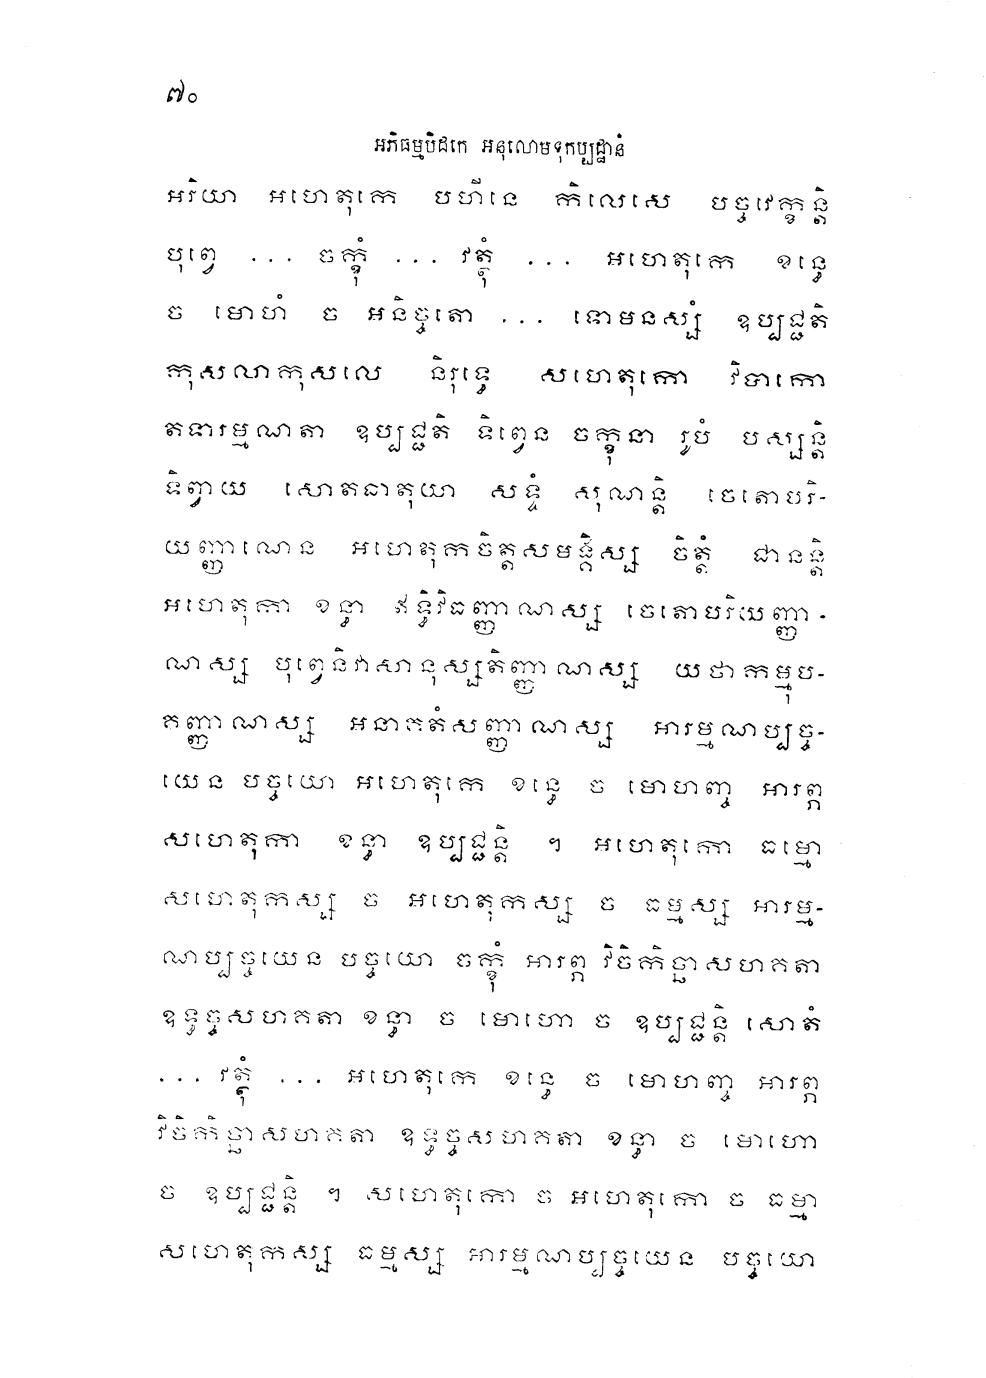 ៧០
អភិធម្មបិដកេ អនុលោមទុកប្បដ្ឋានំ
អរិយា អហេតុកេ បហីនេ កិលេសេ បច្ចវេក្ខន្តិ
បុព្វេ ... ចក្ខុំ ... វត្ថុំ ... អហេតុកេ ខន្ធេ
ច មោហំ ច អនិច្ចតោ ... ទោមនស្សំ ឧប្បជ្ជតិ
កុសលាកុសលេ និរុទ្ធេ សហេតុកោ វិបាកោ
តទារម្មណតា ឧប្បជ្ជតិ ទិព្វេន ចក្ខុនា រូបំ បស្សន្តិ
ទិព្វាយ សោតធាតុយា សទ្ទំ សុណន្តិ ចេតោបរិ-
យញ្ញាណេន អហេតុកចិត្តសមង្គិស្ស ចិត្តំ ជានន្តិ
អហេតុកា ខន្ធា ឥទ្ធិវិធញ្ញាណស្ស ចេតោបរិយញ្ញា-
ណស្ស បុព្វេនិវាសានុស្សតិញ្ញាណស្ស យថាកម្មុប-
គញ្ញាណស្ស អនាគតំសញ្ញាណស្ស អារម្មណប្បច្ច-
យេន បច្ចយោ អហេតុកេ ខន្ធេ ច មោហញ្ច អារព្ភ
សហេតុកា ខន្ធា ឧប្បជ្ជន្តិ ។ អហេតុកោ ធម្មោ
សហេតុកស្ស ច អហេតុកស្ស ច ធម្មស្ស អារម្ម-
ណប្បច្ចយេន បច្ចយោ ចក្ខុំ អារព្ភ វិចិកិច្ឆាសហគតា
ឧទ្ធច្ចសហគតា ខន្ធា ច មោហោ ច ឧប្បជ្ជន្តិ សោតំ
... វត្ថុំ ... អហេតុកេ ខន្ធេ ច មោហញ្ច អារព្ភ
វិចិកិច្ឆាសហគតា ឧទ្ធច្ចសហគតា ខន្ធា ច មោហោ
ច ឧប្បជ្ជន្តិ ។ សហេតុកោ ច អហេតុកោ ច ធម្មា
សហេតុកស្ស ធម្មស្ស អារម្មណប្បច្ចយេន បច្ចយោ